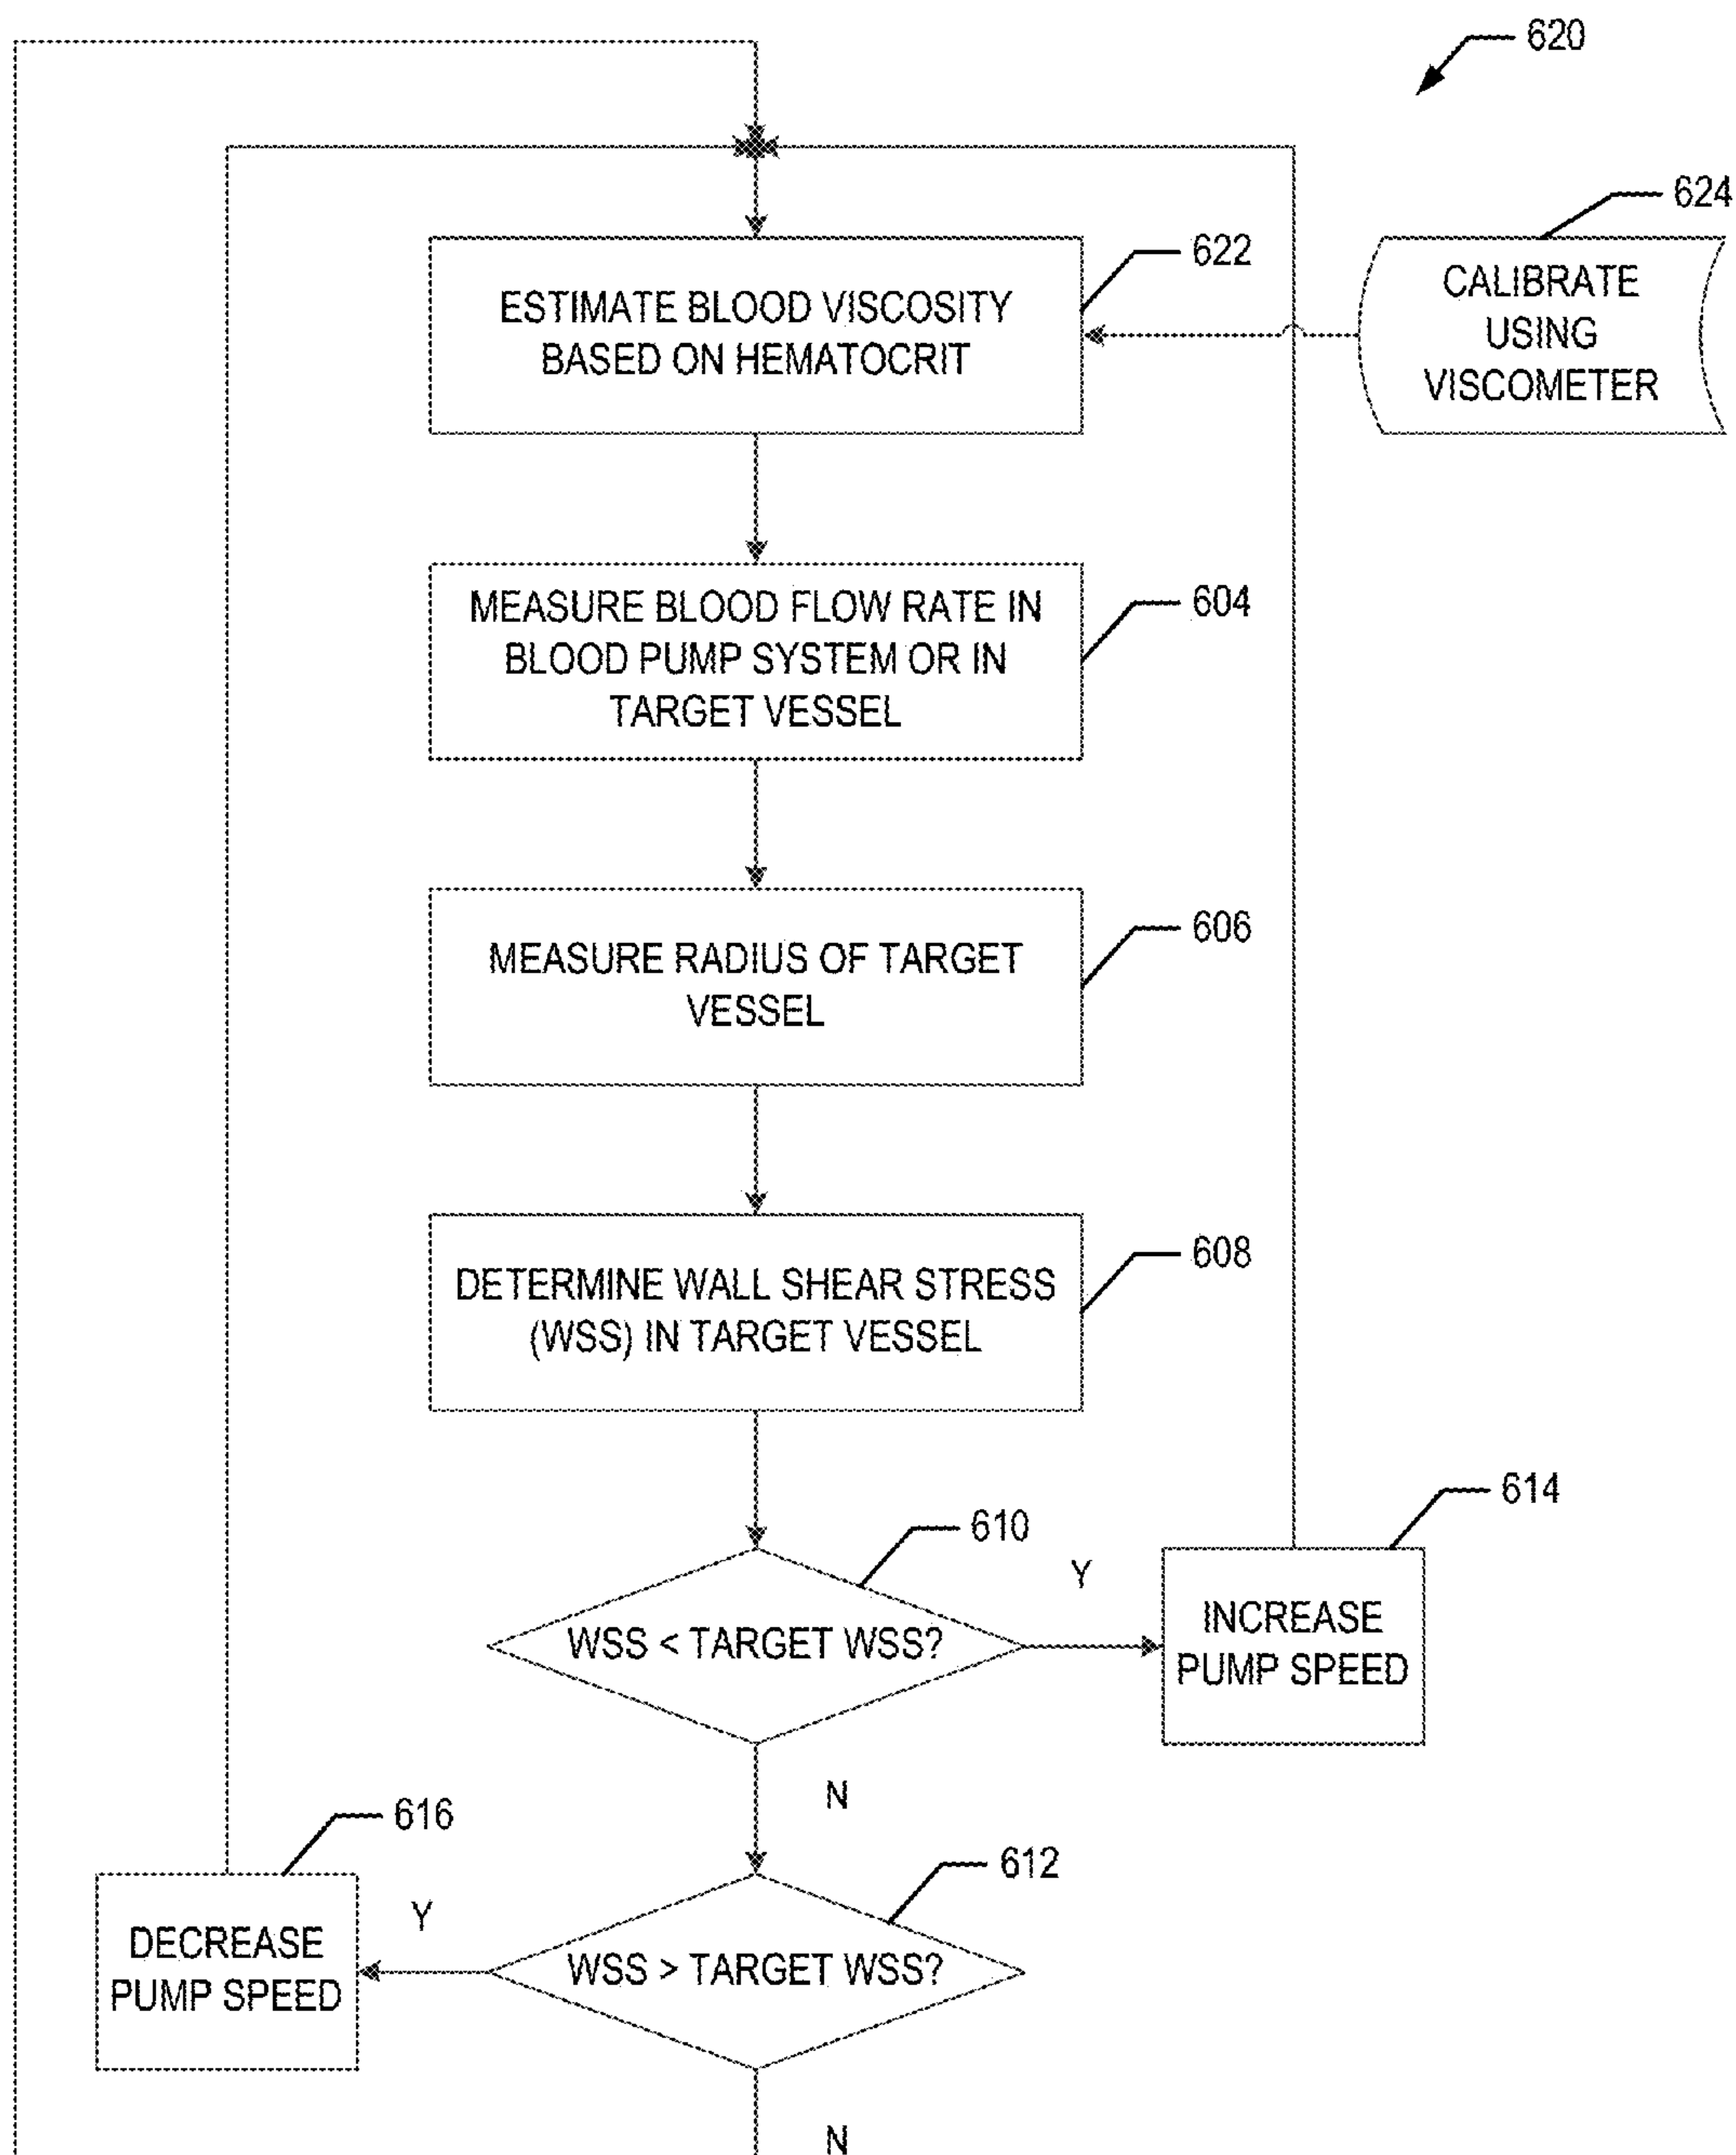 620
624
CALIBRATE
USING
VISCOMETER
622
ESTIMATE BLOOD VISCOSITY
BASED ON HEMATOCRIT
604
MEASURE BLOOD FLOW RATE IN
BLOOD PUMP SYSTEM OR IN
TARGET VESSEL
606
MEASURE RADIUS OF TARGET
VESSEL
608
DETERMINE WALL SHEAR STRESS
(WSS) IN TARGET VESSEL
610
WSS < TARGET WSS?
Y
614
INCREASE
PUMP SPEED
N
616
DECREASE
PUMP SPEED
Y
612
WSS > TARGET WSS?
N